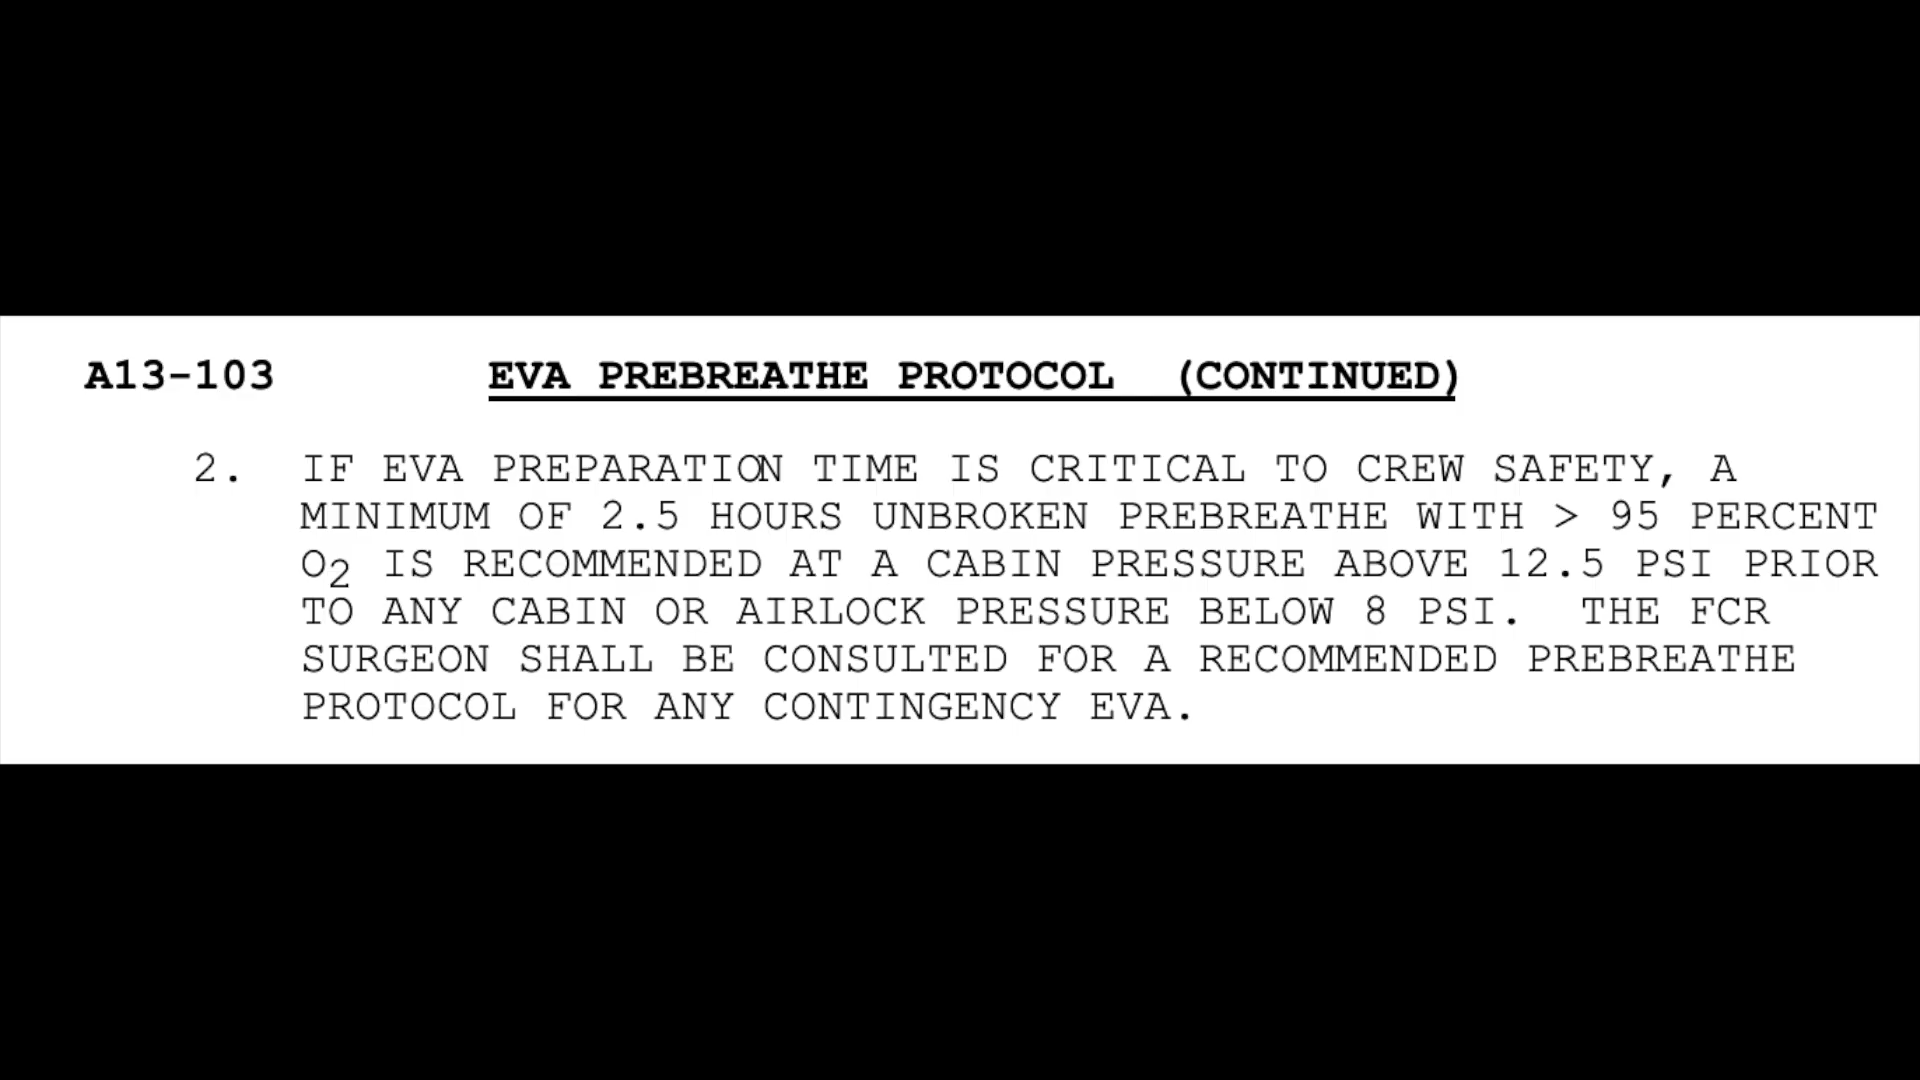 A13-103 EVA PREBREATHE PROTOCOL (CONTINUED)
2. IF EVA PREPARATION TIME IS CRITICAL TO CREW SAFETY, A
MINIMUM OF 2.5 HOURS UNBROKEN PREBREATHE WITH > 95 PERCENT
O2 IS RECOMMENDED AT A CABIN PRESSURE ABOVE 12.5 PSI PRIOR
TO ANY CABIN OR AIRLOCK PRESSURE BELOW 8 PSI. THE FCR
SURGEON SHALL BE CONSULTED FOR A RECOMMENDED PREBREATHE
PROTOCOL FOR ANY CONTINGENCY EVA.